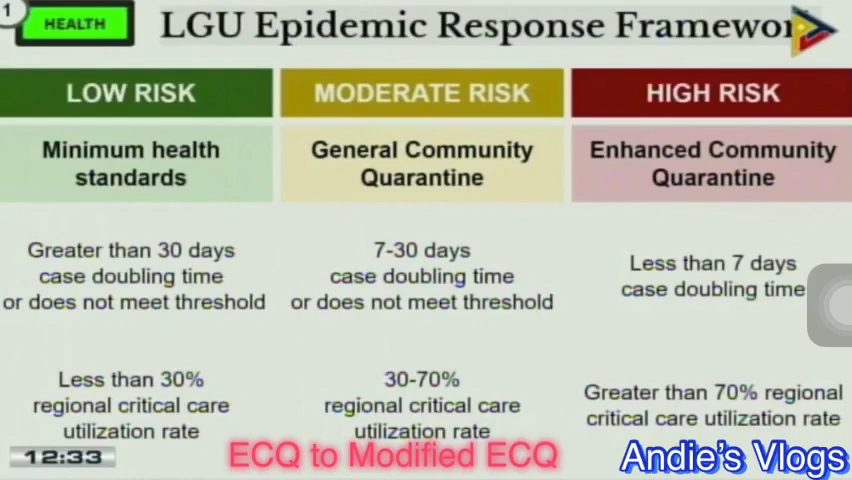 1
HEALTH
LGU Epidemic Response Framework
LOW RISK
MODERATE RISK
HIGH RISK
Minimum health
standards
General Community
Quarantine
Enhanced Community
Quarantine
Greater than 30 days
case doubling time
or does not meet threshold
7-30 days
case doubling time
or does not meet threshold
Less than 7 days
case doubling time
Less than 30%
regional critical care
utilization rate
30-70%
regional critical care
utilization rate
Greater than 70% regional
critical care utilization rate
12:33
ECQ to Modified ECQ
Andie's Vlogs